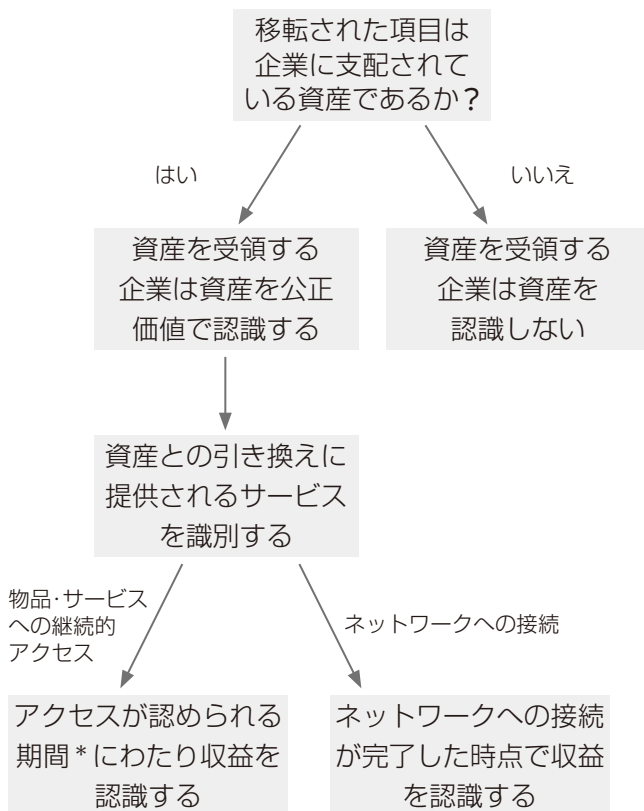 移転された項目は
企業に支配されて
いる資産であるか？
はい
いいえ
資産を受領する
企業は資産を公正
価値で認識する
資産を受領する
企業は資産を
認識しない
資産との引き換えに
提供されるサービス
を識別する
物品・サービス
への継続的
アクセス
ネットワークへの接続
アクセスが認められる
期間＊にわたり収益を
認識する
ネットワークへの接続
が完了した時点で収益
を認識する